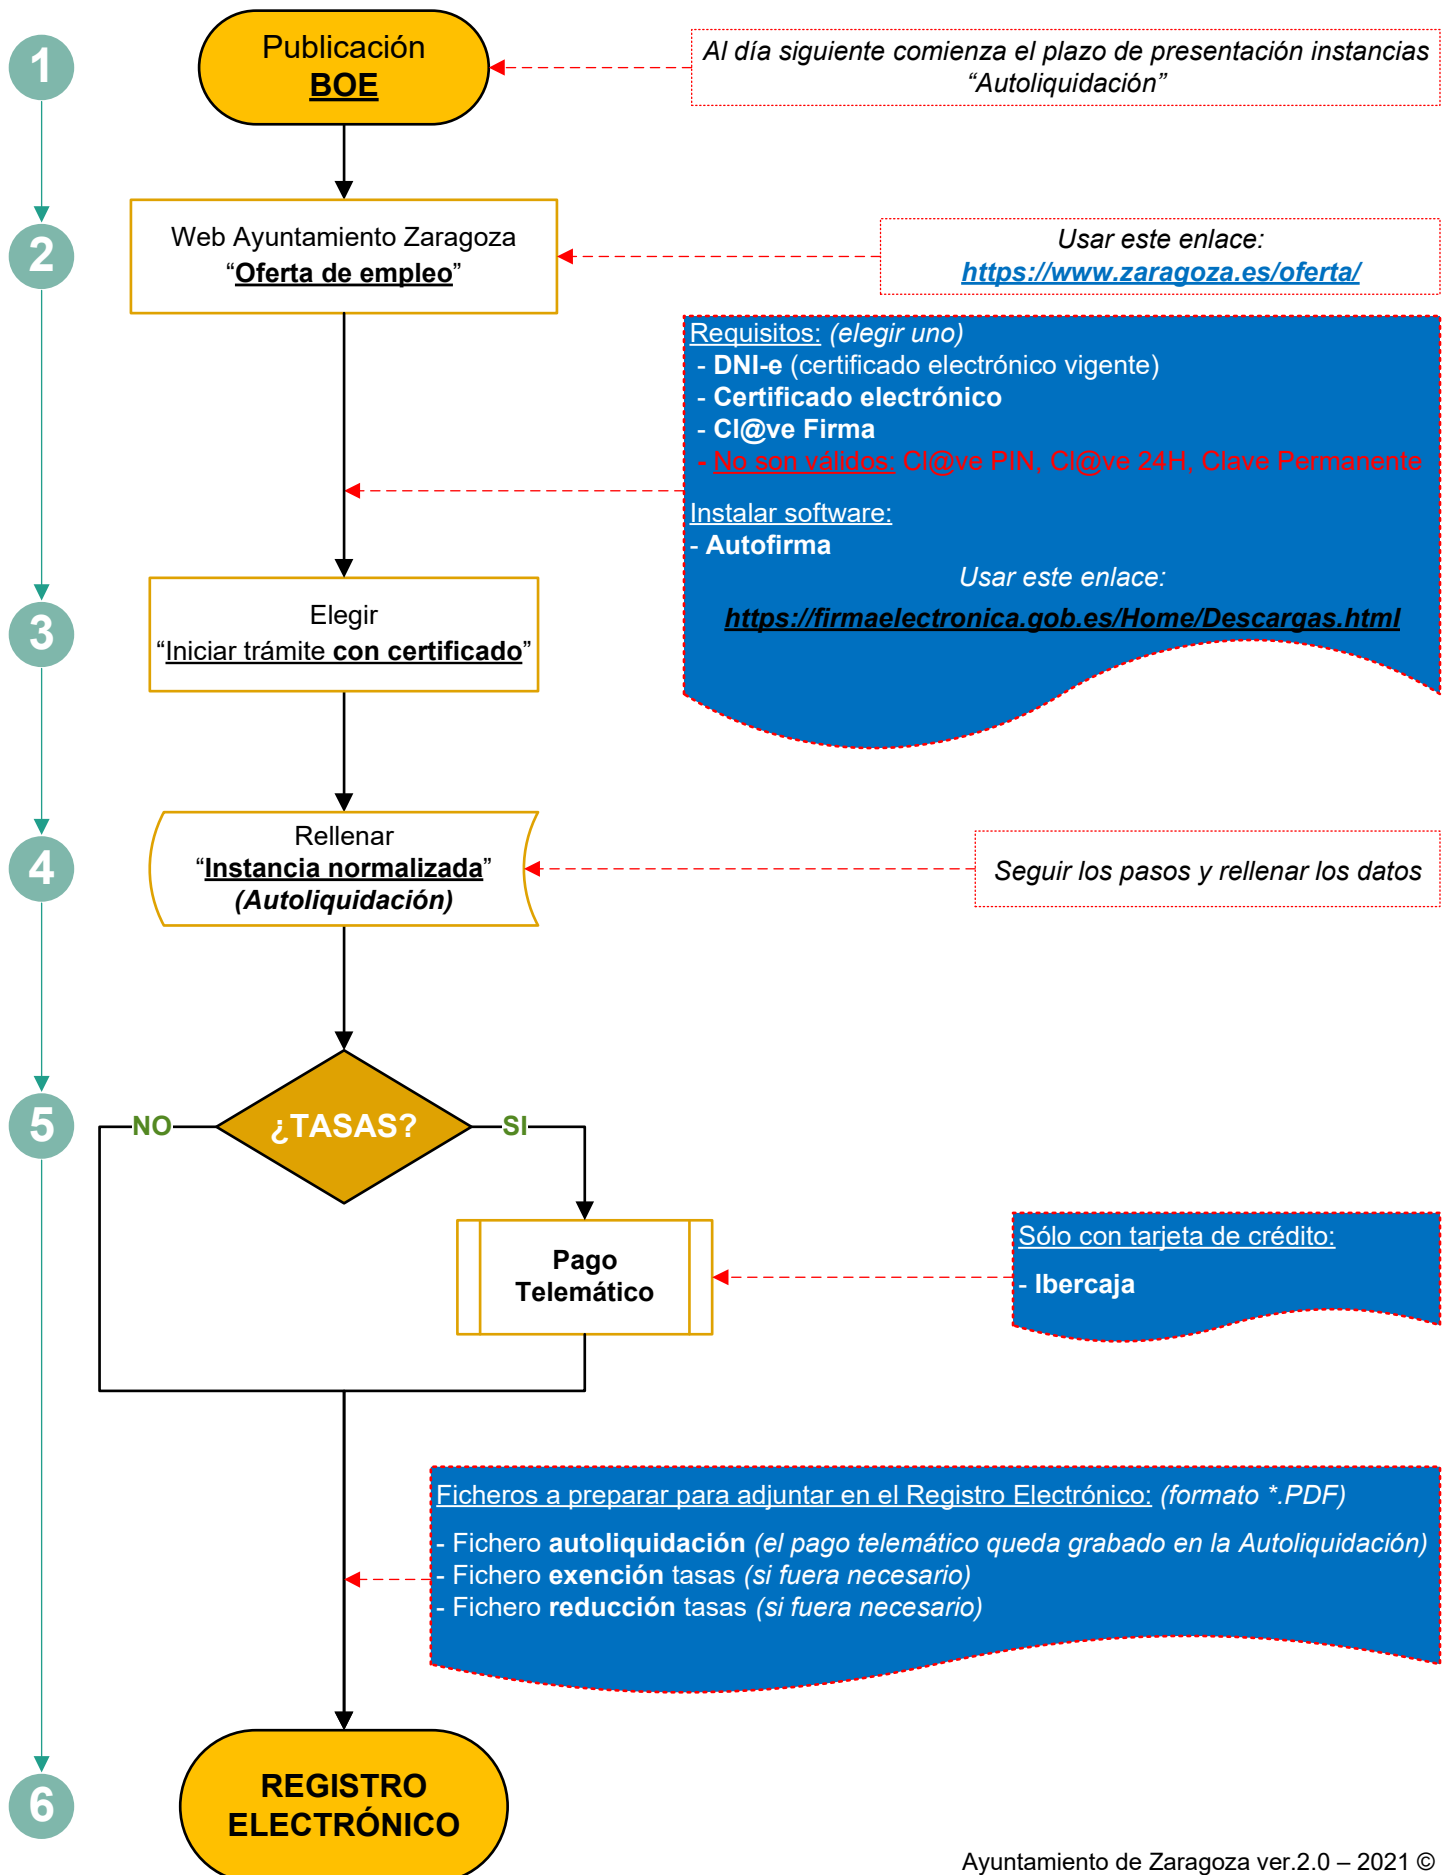 1
Publicación
BOE
Al día siguiente comienza el plazo de presentación instancias
“Autoliquidación”
2
Web Ayuntamiento Zaragoza
“Oferta de empleo”
Usar este enlace:
https://www.zaragoza.es/oferta/
Requisitos: (elegir uno)
- DNI-e (certificado electrónico vigente)
- Certificado electrónico
- Cl@ve Firma
- No son válidos: Cl@ve PIN, Cl@ve 24H, Clave Permanente
Instalar software:
- Autofirma
Usar este enlace:
https://firmaelectronica.gob.es/Home/Descargas.html
3
Elegir
“Iniciar trámite con certificado”
4
Rellenar
“Instancia normalizada”
(Autoliquidación)
Seguir los pasos y rellenar los datos
5
NO
¿TASAS?
SI
Pago
Telemático
Sólo con tarjeta de crédito:
- Ibercaja
Ficheros a preparar para adjuntar en el Registro Electrónico: (formato *.PDF)
- Fichero autoliquidación (el pago telemático queda grabado en la Autoliquidación)
- Fichero exención tasas (si fuera necesario)
- Fichero reducción tasas (si fuera necesario)
6
REGISTRO
ELECTRÓNICO
Ayuntamiento de Zaragoza ver.2.0 – 2021 ©